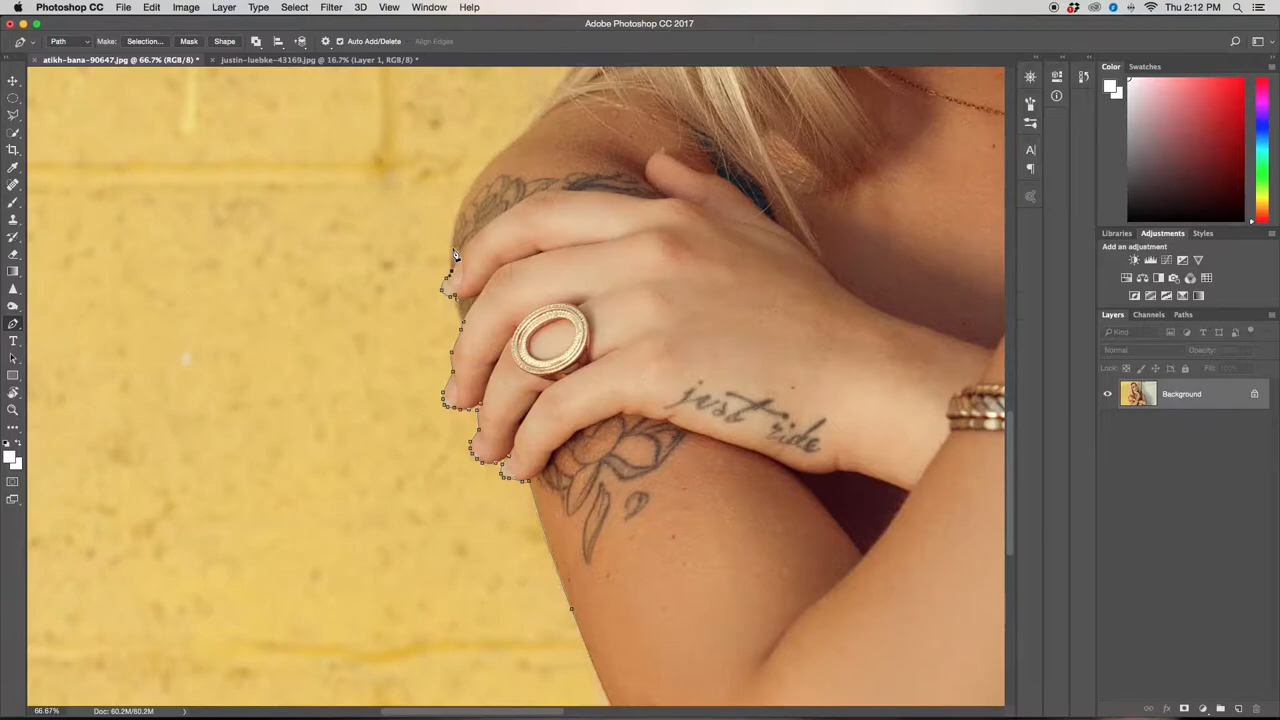 Photoshop CC File Edit Image Layer Type Select Filter 3D View Window Help
Thu 2:12 PM
Adobe Photoshop CC 2017
Path Make: Selection... Mask Shape Auto Add/Delete Align Edges
atikh-bana-90647.jpg @ 66.7% (RGB/8) * justin-luebke-43169.jpg @ 16.7% (Layer 1, RGB/8) *
Color Swatches
Libraries Adjustments Styles
Add an adjustment
Layers Channels Paths
Kind
Normal Opacity:
Lock: Fill: 100%
Background
just ride
66.67% Doc: 60.2M/60.2M